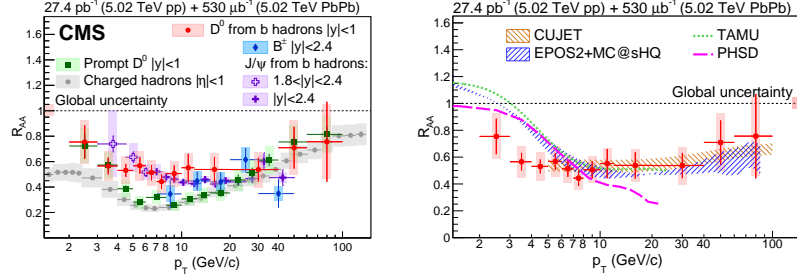 27.4 pb⁻¹ (5.02 TeV pp) + 530 μb⁻¹ (5.02 TeV PbPb)
CMS
D⁰ from b hadrons |y|<1
B± |y|<2.4
Prompt D⁰ |y|<1
J/ψ from b hadrons:
Charged hadrons |η|<1
1.8<|y|<2.4
Global uncertainty
|y|<2.4
R_AA
1.6
1.4
1.2
1
0.8
0.6
0.4
0.2
2 3 4 5 6 7 10 20 30 40 100
p_T (GeV/c)
27.4 pb⁻¹ (5.02 TeV pp) + 530 μb⁻¹ (5.02 TeV PbPb)
CUJET
TAMU
EPOS2+MC@sHQ
PHSD
Global uncertainty
R_AA
1.6
1.4
1.2
1
0.8
0.6
0.4
0.2
2 3 4 5 6 7 8 10 20 30 40 100
p_T (GeV/c)